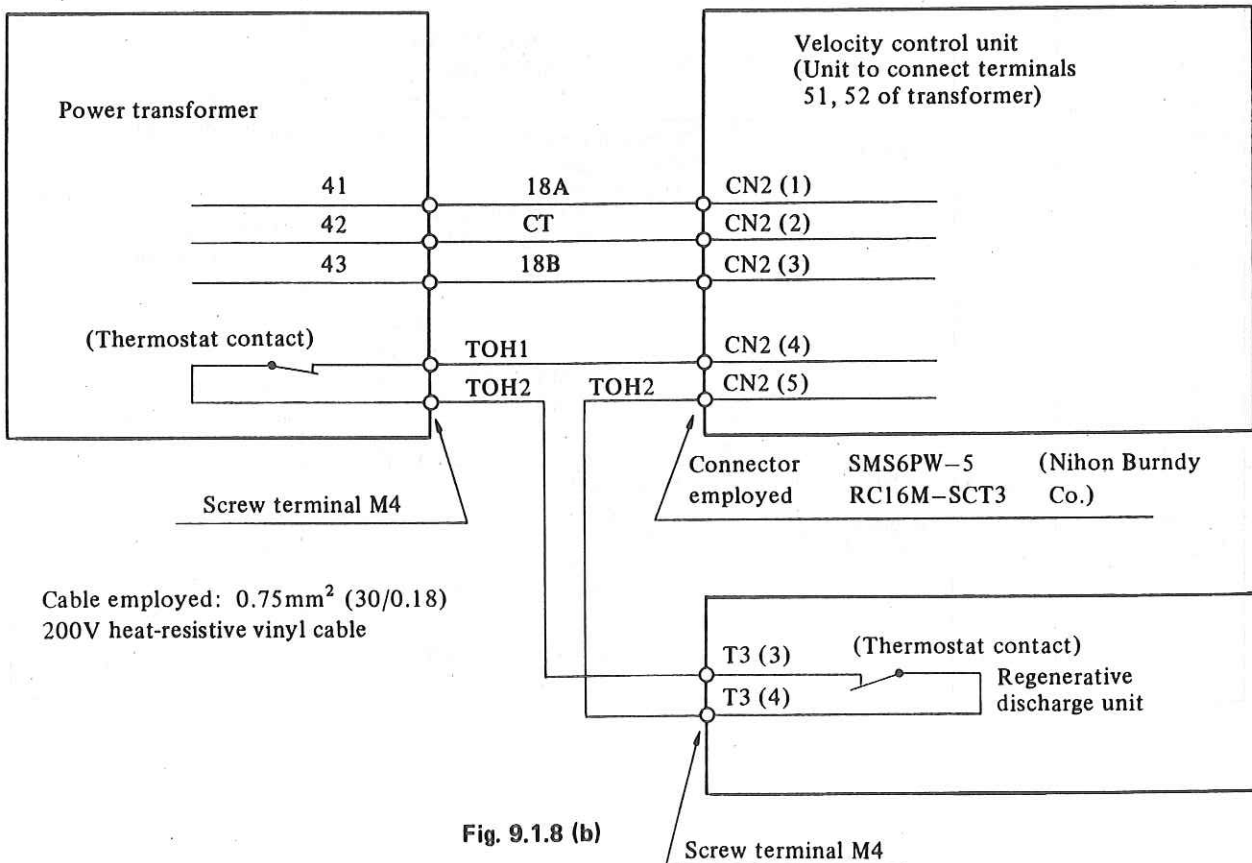 Power transformer
Velocity control unit
(Unit to connect terminals
51, 52 of transformer)
41 18A CN2 (1)
42 CT CN2 (2)
43 18B CN2 (3)
(Thermostat contact)
TOH1 CN2 (4)
TOH2 TOH2 CN2 (5)
Screw terminal M4
Connector SMS6PW–5 (Nihon Burndy
employed RC16M–SCT3 Co.)
Cable employed: 0.75mm² (30/0.18)
200V heat-resistive vinyl cable
T3 (3) (Thermostat contact)
T3 (4) Regenerative
discharge unit
Fig. 9.1.8 (b)
Screw terminal M4